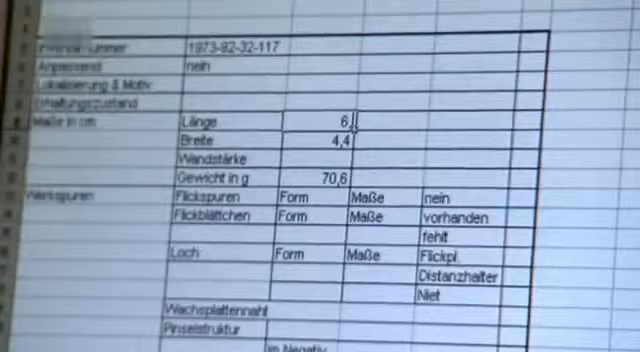 Inventarnummer 1973-82-32-117
Anpassend nein
Lokalisierung & Motiv
Erhaltungszustand
Maße in cm Länge 6,
Breite 4,4
Wandstärke
Gewicht in g 70,6
Werkspuren Flickspuren Form Maße nein
Flickblättchen Form Maße vorhanden
fehlt
Loch Form Maße Flickpl.
Distanzhalter
Niet
Wachsplattennaht
Pinselstruktur
im Negativ